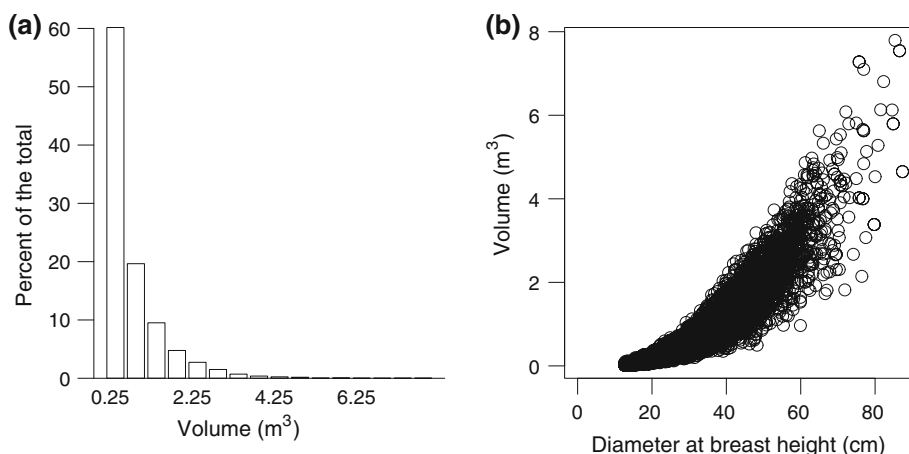 (a)
60
50
40
30
20
10
0
Percent of the total
0.25 2.25 4.25 6.25
Volume (m³)
(b)
8
6
4
2
0
Volume (m³)
0 20 40 60 80
Diameter at breast height (cm)